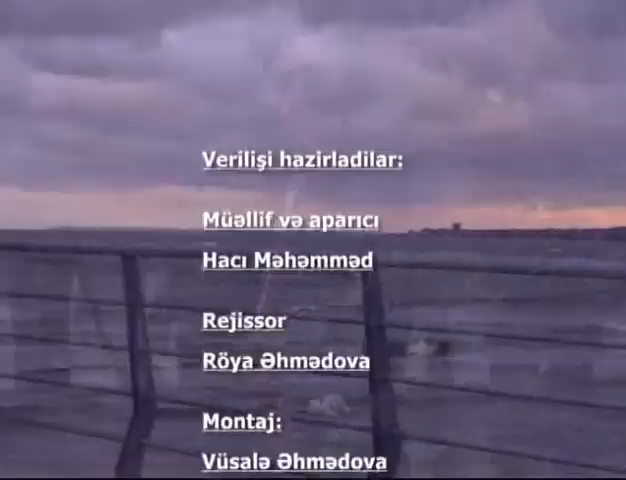 Verilişi hazirladilar:
Müəllif və aparıcı
Hacı Məhəmməd
Rejissor
Röya Əhmədova
Montaj:
Vüsalə Əhmədova